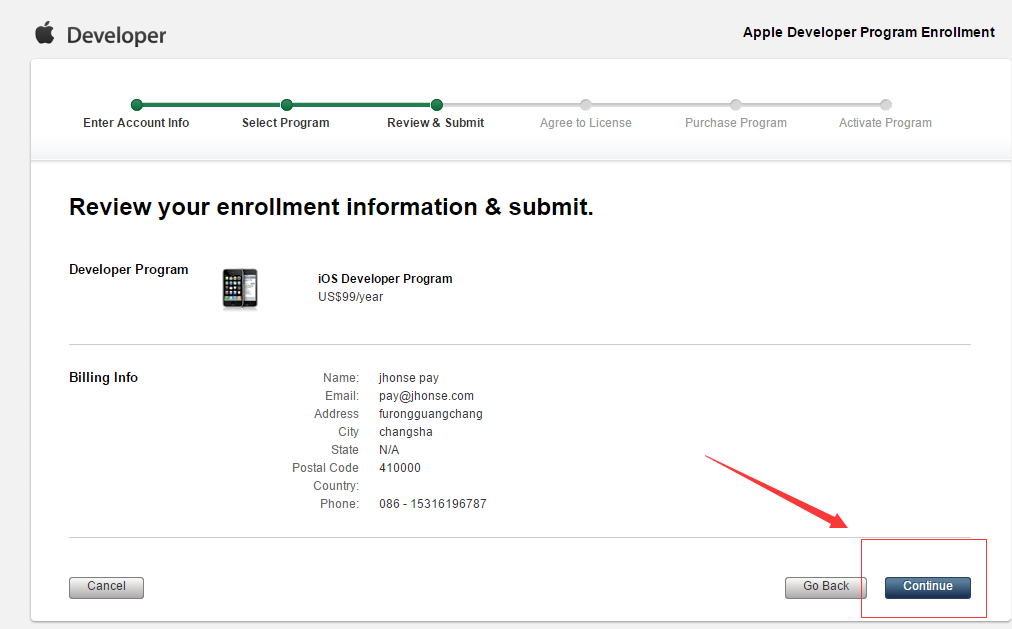 Developer
Apple Developer Program Enrollment
Enter Account Info
Select Program
Review & Submit
Agree to License
Purchase Program
Activate Program
Review your enrollment information & submit.
Developer Program
iOS Developer Program
US$99/year
Billing Info
Name: jhonse pay
Email: pay@jhonse.com
Address furongguangchang
City changsha
State N/A
Postal Code 410000
Country:
Phone: 086 - 15316196787
Cancel
Go Back
Continue